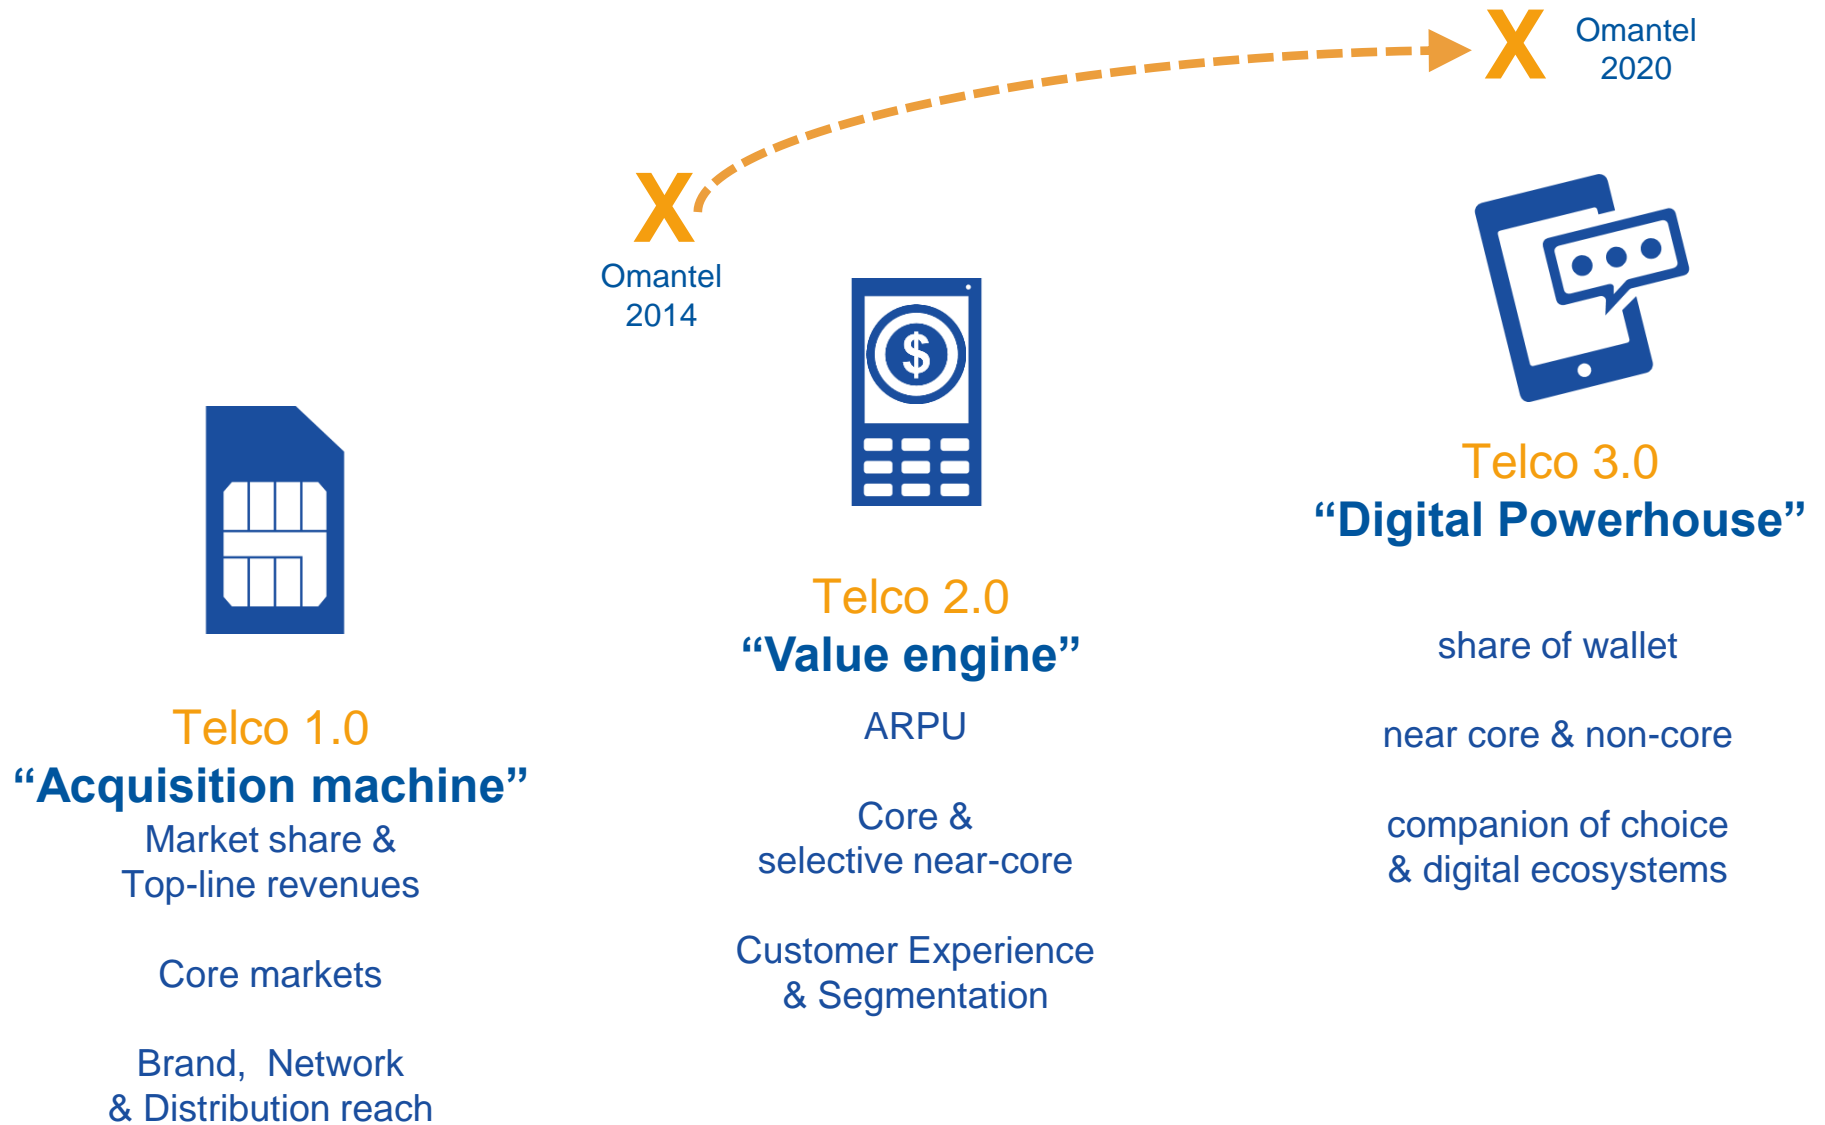 X
Omantel
2020
X
Omantel
2014
$
Telco 1.0
“Acquisition machine”
Market share &
Top-line revenues
Core markets
Brand,  Network
& Distribution reach
Telco 2.0
“Value engine”
ARPU
Core &
selective near-core
Customer Experience
& Segmentation
Telco 3.0
“Digital Powerhouse”
share of wallet
near core & non-core
companion of choice
& digital ecosystems